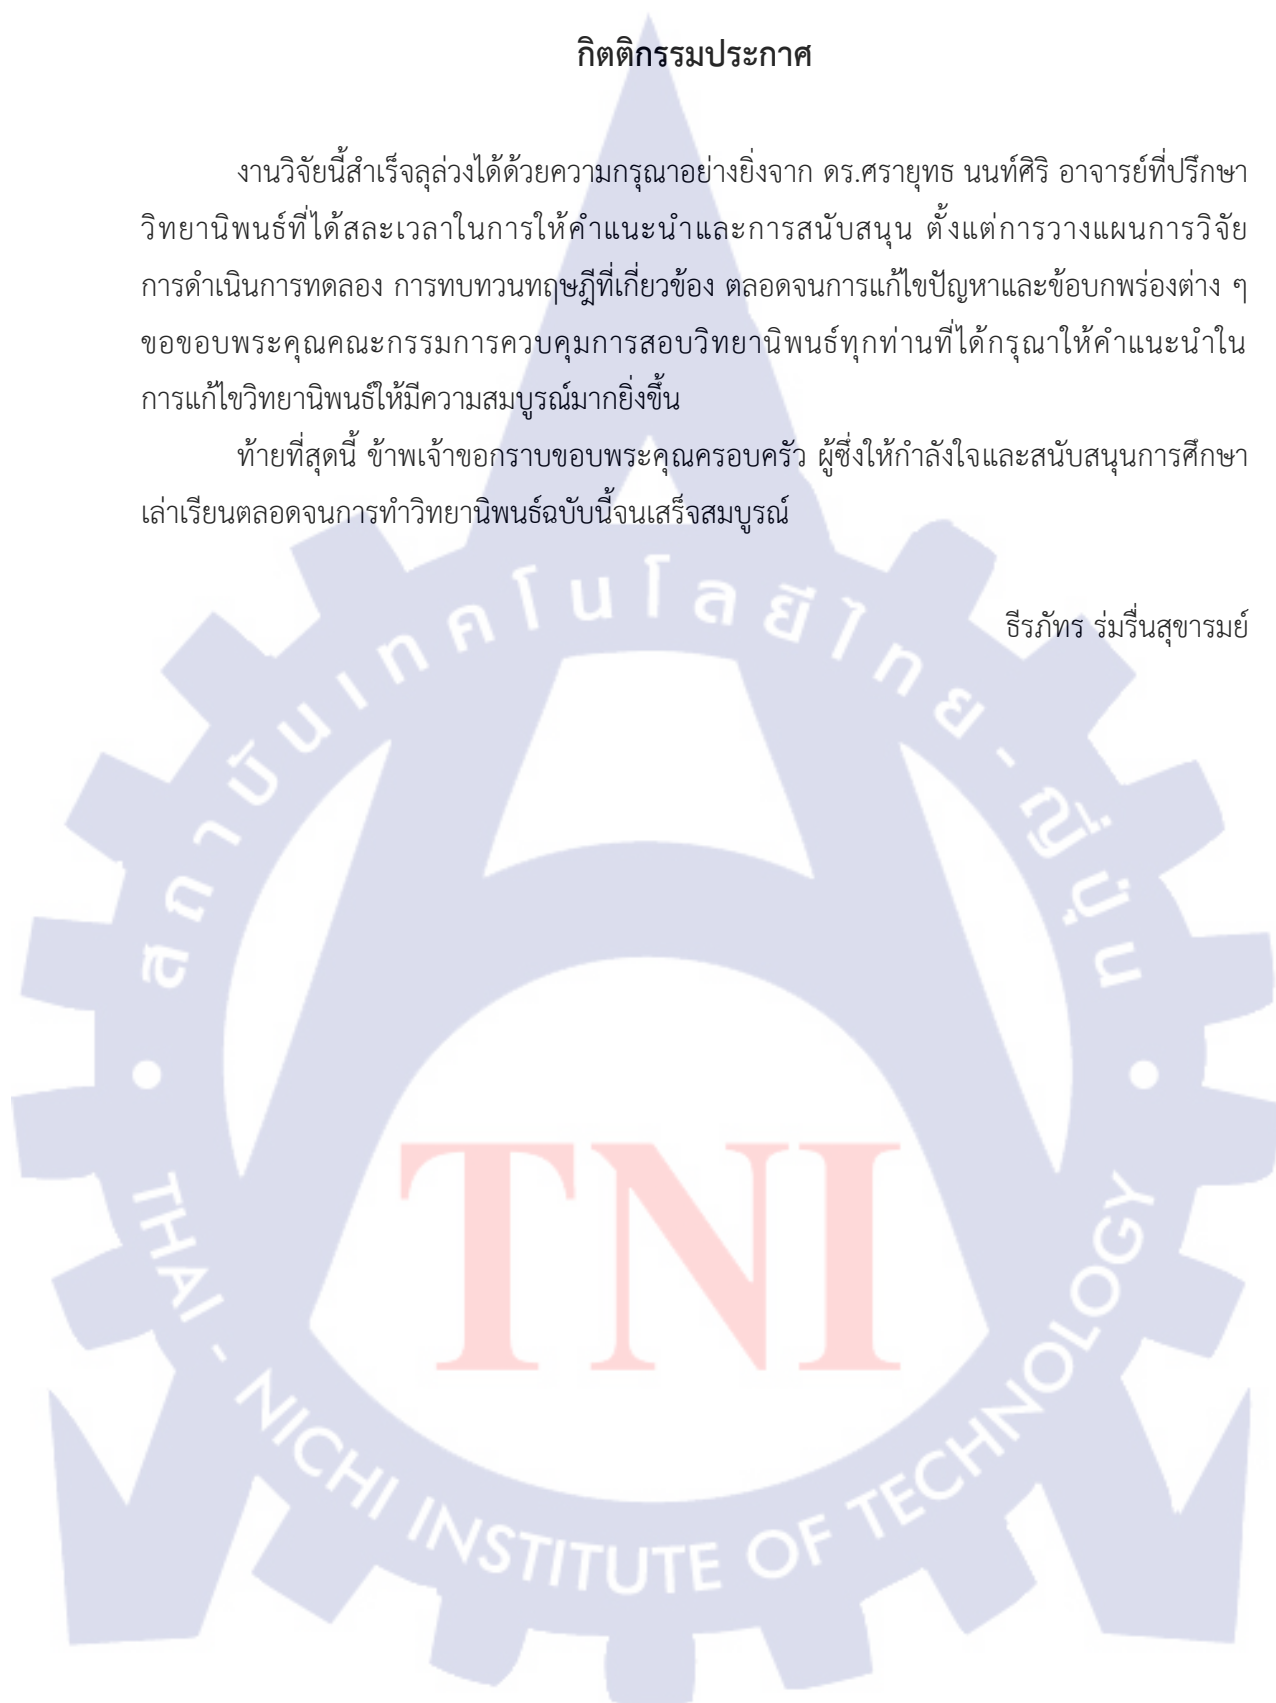 กิตติกรรมประกาศ
งานวิจัยนี้สำเร็จลุล่วงได้ด้วยความกรุณาอย่างยิ่งจาก ดร.ศรายุทธ นนท์ศิริ อาจารย์ที่ปรึกษา
วิทยานิพนธ์ที่ได้สละเวลาในการให้คำแนะนำและการสนับสนุน ตั้งแต่การวางแผนการวิจัย
การดำเนินการทดลอง การทบทวนทฤษฎีที่เกี่ยวข้อง ตลอดจนการแก้ไขปัญหาและข้อบกพร่องต่าง ๆ
ขอขอบพระคุณคณะกรรมการควบคุมการสอบวิทยานิพนธ์ทุกท่านที่ได้กรุณาให้คำแนะนำใน
การแก้ไขวิทยานิพนธ์ให้มีความสมบูรณ์มากยิ่งขึ้น
ท้ายที่สุดนี้ ข้าพเจ้าขอกราบขอบพระคุณครอบครัว ผู้ซึ่งให้กำลังใจและสนับสนุนการศึกษา
เล่าเรียนตลอดจนการทำวิทยานิพนธ์ฉบับนี้จนเสร็จสมบูรณ์
ธีรภัทร ร่มรื่นสุขารมย์
สถาบันเทคโนโลยีไทย-ญี่ปุ่น
TNI
THAI - NICHI INSTITUTE OF TECHNOLOGY